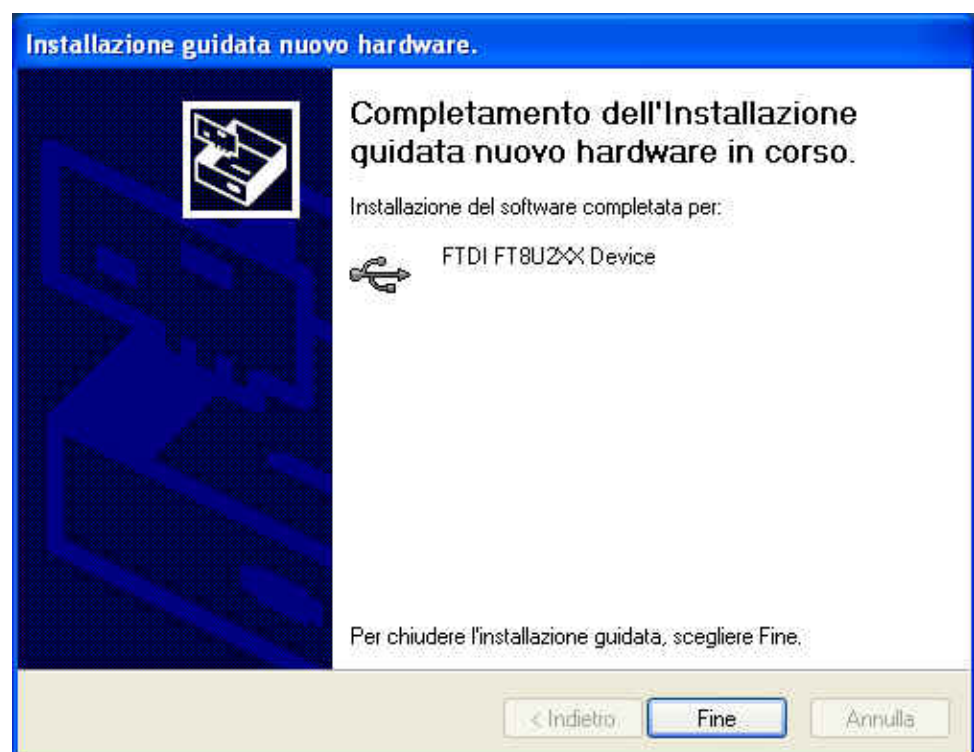 Installazione guidata nuovo hardware.
Completamento dell'Installazione
guidata nuovo hardware in corso.
Installazione del software completata per:
FTDI FT8U2XX Device
Per chiudere l'installazione guidata, scegliere Fine.
< Indietro
Fine
Annulla